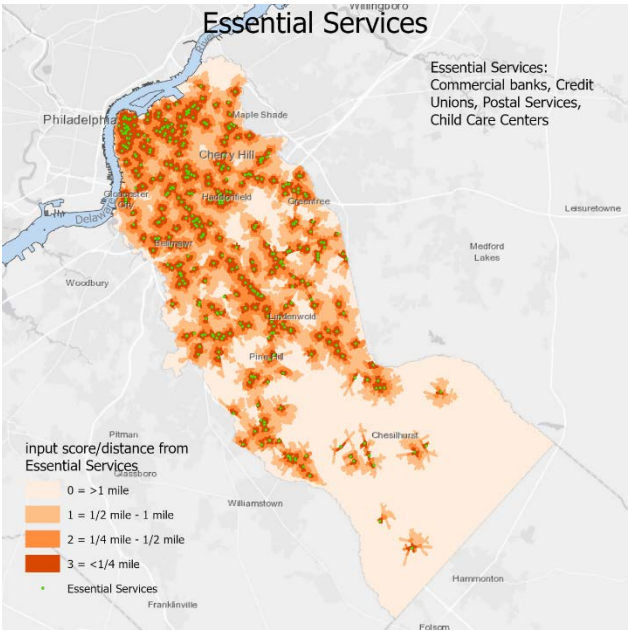 Willingboro
Essential Services
Essential Services:
Commercial banks, Credit
Unions, Postal Services,
Child Care Centers
Philadelphia
Maple Shade
Cherry Hill
Gloucester
City
Haddonfield
Greentree
Leisuretowne
Delaware
Bellmawr
Medford
Lakes
Woodbury
Lindenwold
Pine Hill
Pitman
Chesilhurst
input score/distance from
Essential Services
Glassboro
0 = >1 mile
1 = 1/2 mile - 1 mile
2 = 1/4 mile - 1/2 mile
3 = <1/4 mile
Essential Services
Williamstown
Hammonton
Franklinville
Folsom